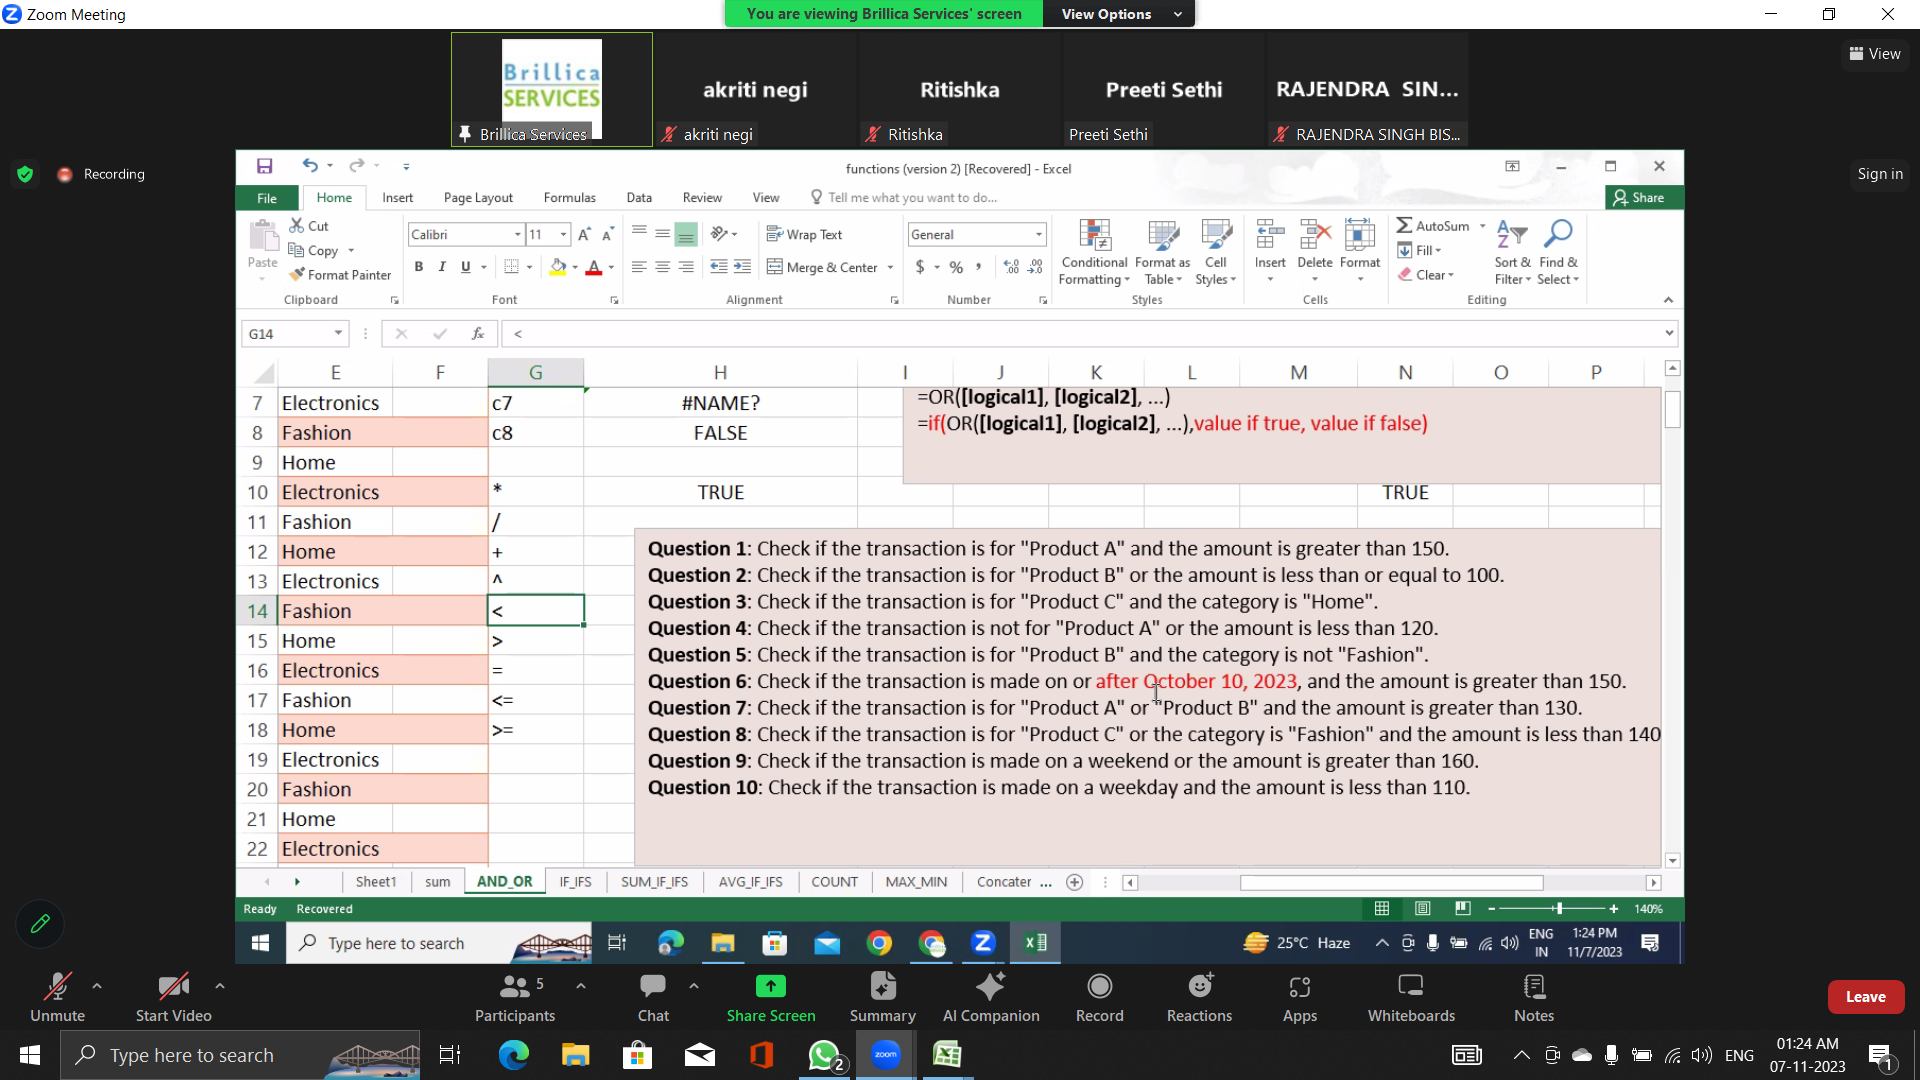 Zoom Meeting
You are viewing Brillica Services' screen View Options
View
Brillica
SERVICES
akriti negi Ritishka Preeti Sethi RAJENDRA SIN...
Brillica Services akriti negi Ritishka Preeti Sethi RAJENDRA SINGH BIS...
Recording
Sign in
functions (version 2) [Recovered] - Excel
File Home Insert Page Layout Formulas Data Review View Tell me what you want to do... Share
Paste Cut Copy Format Painter
Calibri 11
B I U
Wrap Text
Merge & Center
General
$ % ,
Conditional Formatting Format as Table Cell Styles
Insert Delete Format
AutoSum Fill Clear
Sort & Filter Find & Select
Clipboard Font Alignment Number Styles Cells Editing
G14 fx <
E F G H I J K L M N O P
=OR([logical1], [logical2], ...)
7 Electronics c7 #NAME?
=if(OR([logical1], [logical2], ...),value if true, value if false)
8 Fashion c8 FALSE
9 Home
10 Electronics * TRUE TRUE
11 Fashion /
12 Home +
13 Electronics ^
14 Fashion <
15 Home >
16 Electronics =
17 Fashion <=
18 Home >=
19 Electronics
20 Fashion
21 Home
22 Electronics
Question 1: Check if the transaction is for "Product A" and the amount is greater than 150.
Question 2: Check if the transaction is for "Product B" or the amount is less than or equal to 100.
Question 3: Check if the transaction is for "Product C" and the category is "Home".
Question 4: Check if the transaction is not for "Product A" or the amount is less than 120.
Question 5: Check if the transaction is for "Product B" and the category is not "Fashion".
Question 6: Check if the transaction is made on or after October 10, 2023, and the amount is greater than 150.
Question 7: Check if the transaction is for "Product A" or "Product B" and the amount is greater than 130.
Question 8: Check if the transaction is for "Product C" or the category is "Fashion" and the amount is less than 140
Question 9: Check if the transaction is made on a weekend or the amount is greater than 160.
Question 10: Check if the transaction is made on a weekday and the amount is less than 110.
Sheet1 sum AND_OR IF_IFS SUM_IF_IFS AVG_IF_IFS COUNT MAX_MIN Concater ...
Ready Recovered 140%
Type here to search 25°C Haze ENG IN 1:24 PM 11/7/2023
Unmute Start Video Participants 5 Chat Share Screen Summary AI Companion Record Reactions Apps Whiteboards Notes Leave
Type here to search 2 zoom ENG 01:24 AM 07-11-2023 1